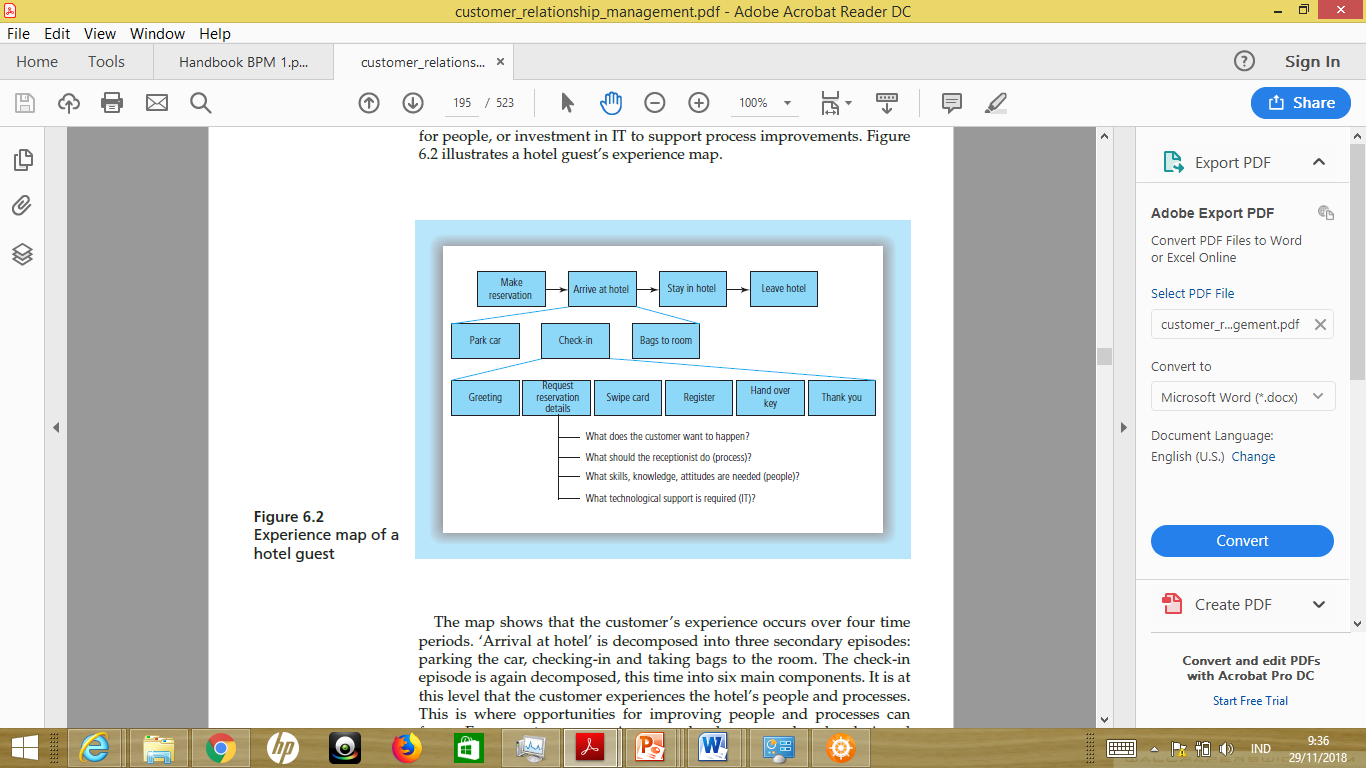 customer_relationship_management.pdf - Adobe Acrobat Reader DC
File Edit View Window Help
Home Tools Handbook BPM 1.p... customer_relations... Sign In
195 / 523 100% Share
for people, or investment in IT to support process improvements. Figure
6.2 illustrates a hotel guest’s experience map.
Make
reservation
Arrive at hotel
Stay in hotel
Leave hotel
Park car
Check-in
Bags to room
Greeting
Request
reservation
details
Swipe card
Register
Hand over
key
Thank you
What does the customer want to happen?
What should the receptionist do (process)?
What skills, knowledge, attitudes are needed (people)?
What technological support is required (IT)?
Figure 6.2
Experience map of a
hotel guest
The map shows that the customer’s experience occurs over four time
periods. ‘Arrival at hotel’ is decomposed into three secondary episodes:
parking the car, checking-in and taking bags to the room. The check-in
episode is again decomposed, this time into six main components. It is at
this level that the customer experiences the hotel’s people and processes.
This is where opportunities for improving people and processes can
Export PDF
Adobe Export PDF
Convert PDF Files to Word
or Excel Online
Select PDF File
customer_r...gement.pdf
Convert to
Microsoft Word (*.docx)
Document Language:
English (U.S.) Change
Convert
Create PDF
Convert and edit PDFs
with Acrobat Pro DC
Start Free Trial
IND
9:36
29/11/2018